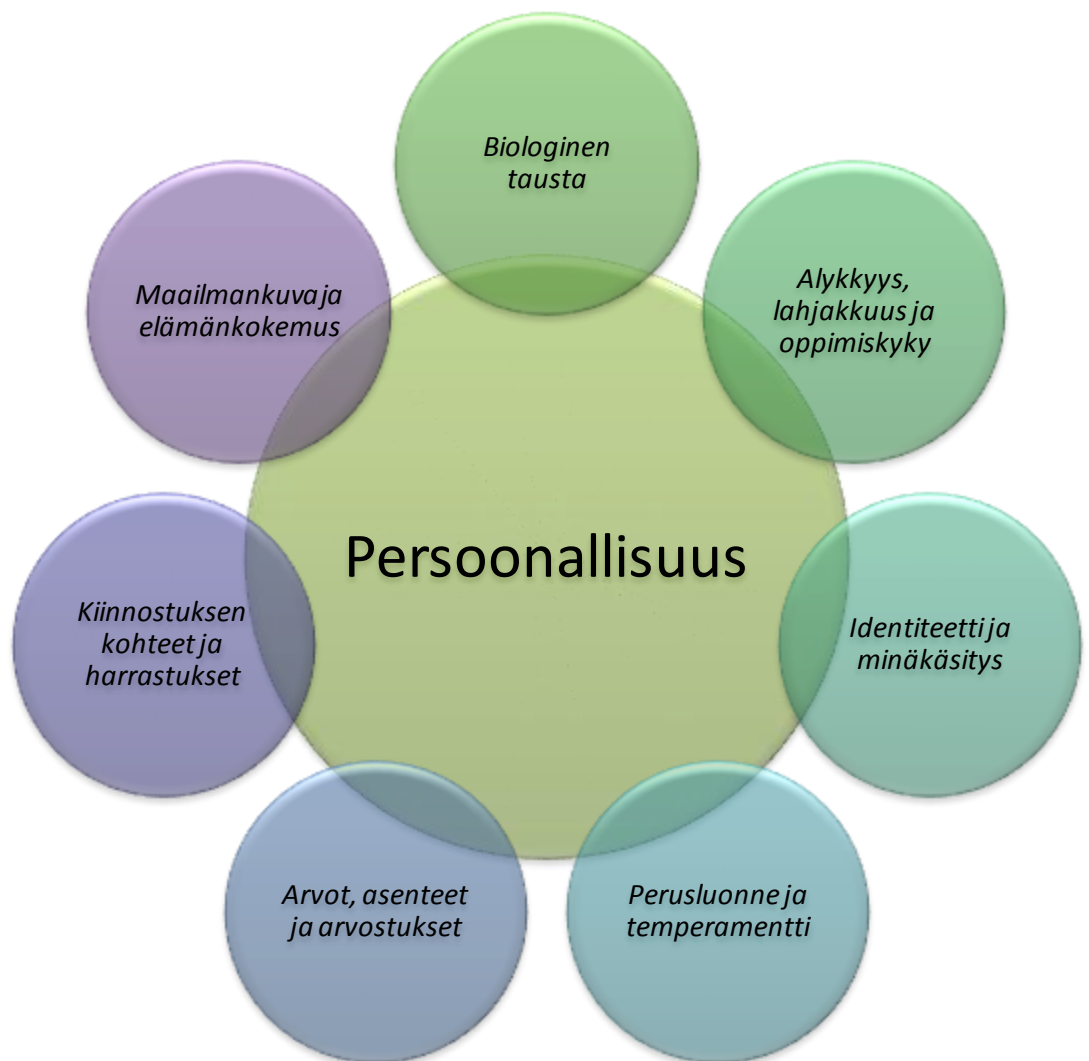 Biologinen
tausta
Alykkyys,
lahjakkuus ja
oppimiskyky
Identiteetti ja
minäkäsitys
Perusluonne ja
temperamentti
Arvot, asenteet
ja arvostukset
Kiinnostuksen
kohteet ja
harrastukset
Maailmankuva ja
elämänkokemus
Persoonallisuus